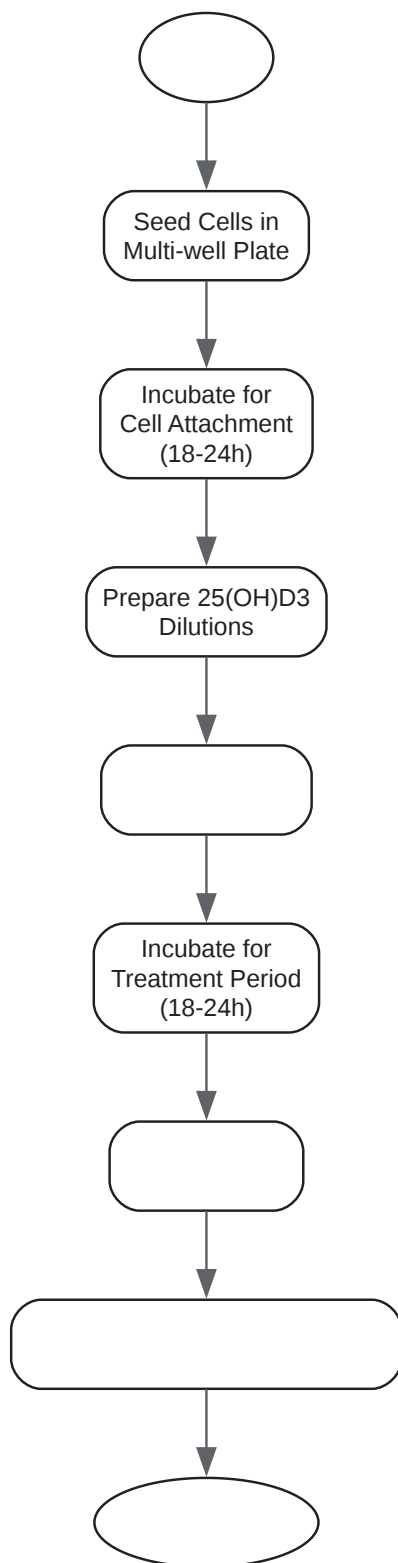 Seed Cells in
Multi-well Plate
Incubate for
Cell Attachment
(18-24h)
Prepare 25(OH)D3
Dilutions
Incubate for
Treatment Period
(18-24h)